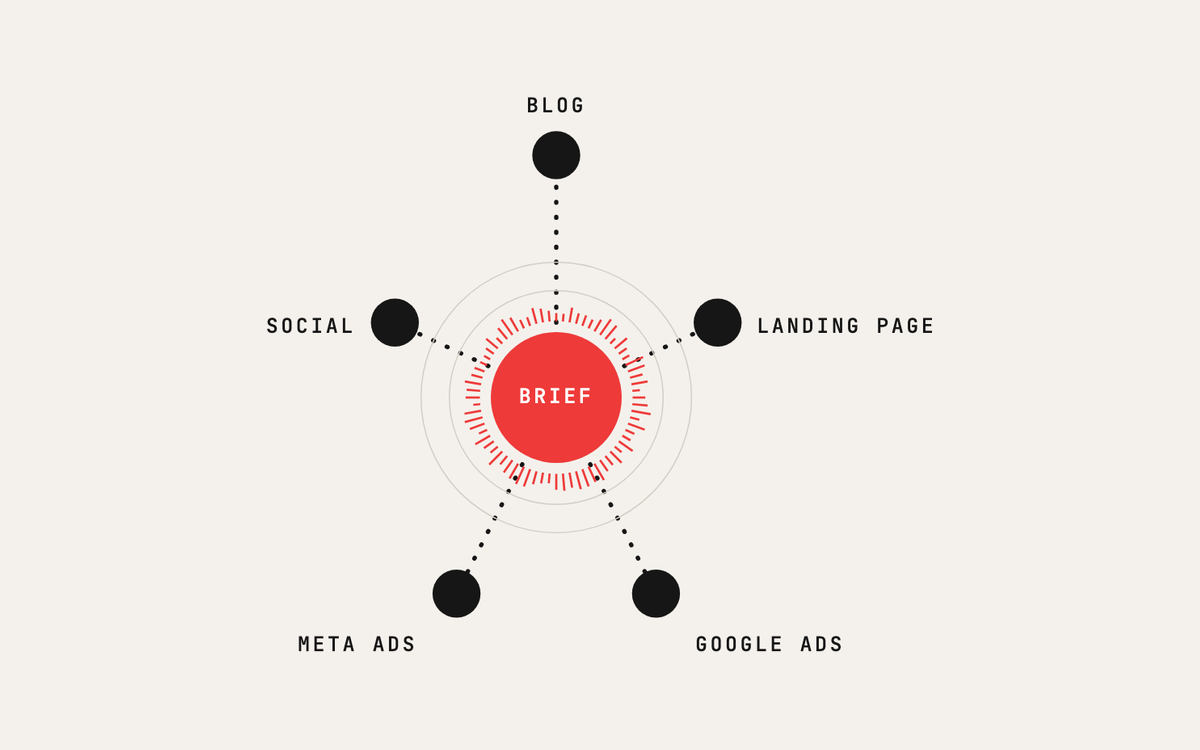 BLOG
SOCIAL
LANDING PAGE
BRIEF
META ADS
GOOGLE ADS